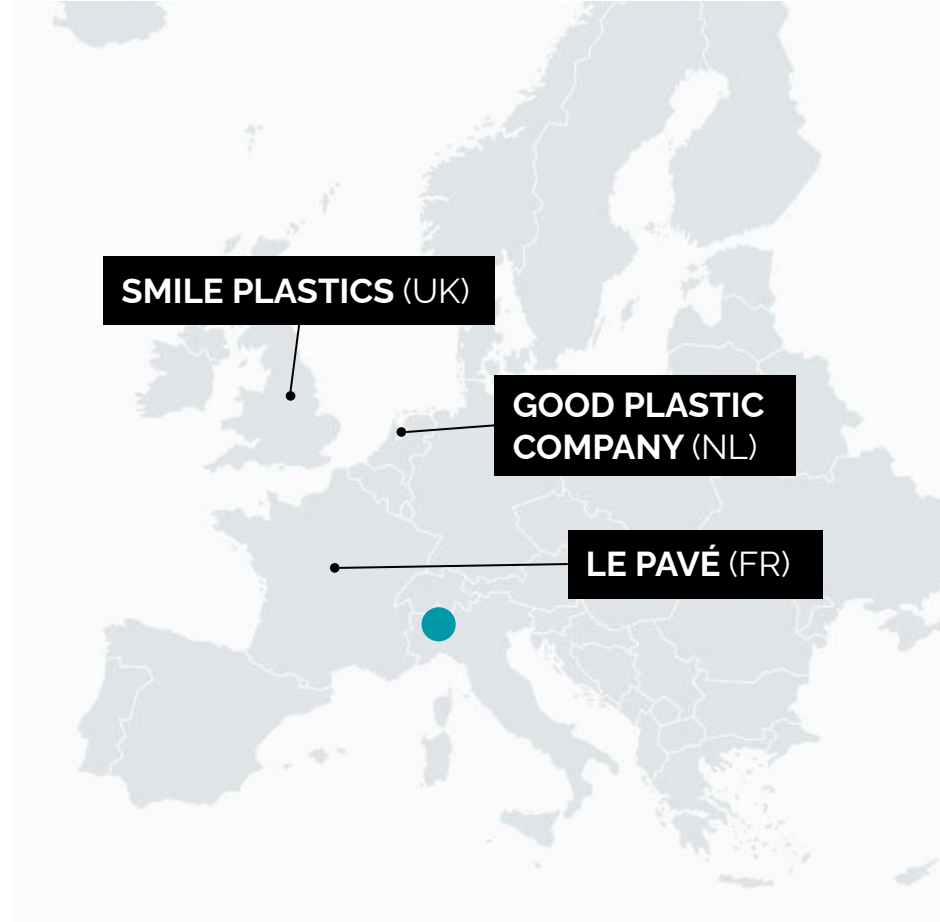 SMILE PLASTICS (UK)
GOOD PLASTIC
COMPANY (NL)
LE PAVÉ (FR)